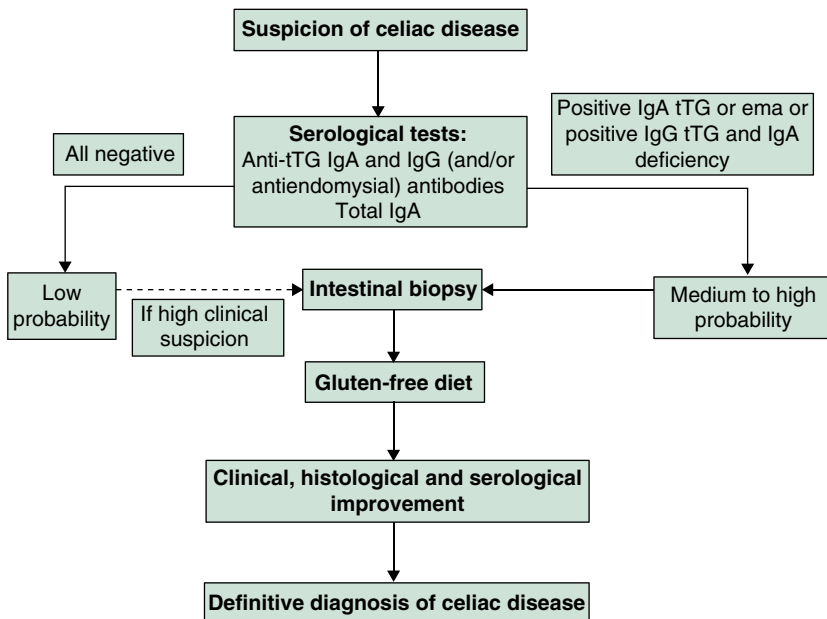 Suspicion of celiac disease
Positive IgA tTG or ema or
positive IgG tTG and IgA
deficiency
All negative
Serological tests:
Anti-tTG IgA and IgG (and/or
antiendomysial) antibodies
Total IgA
Low
probability
If high clinical
suspicion
Intestinal biopsy
Medium to high
probability
Gluten-free diet
Clinical, histological and serological
improvement
Definitive diagnosis of celiac disease